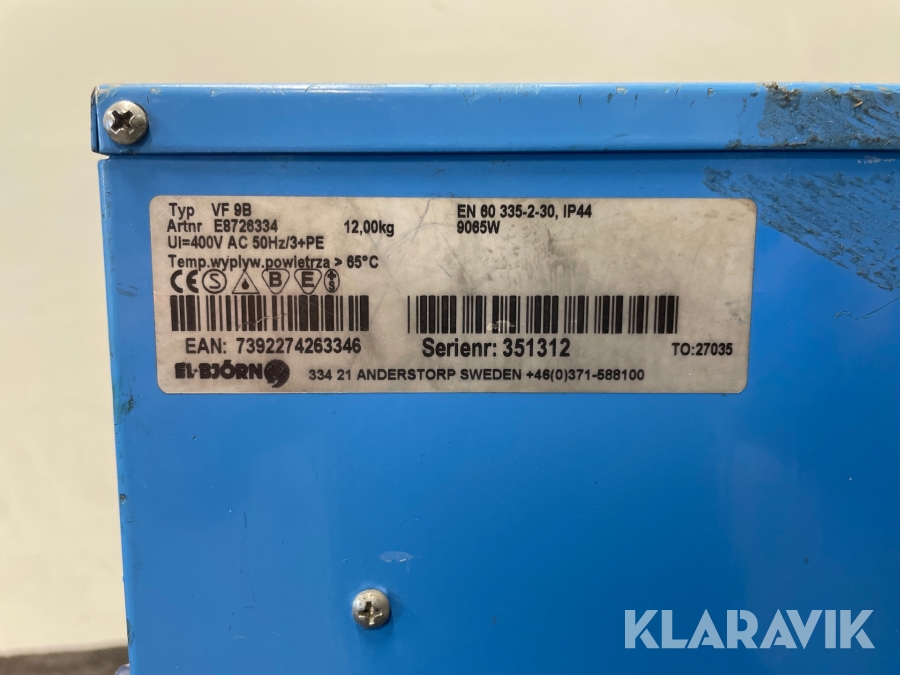 Typ VF 9B
Artnr E8726334 12,00kg
UI=400V AC 50Hz/3+PE
EN 60 335-2-30, IP44
9065W
Temp.wyplyw.powietrza > 65°C
CE S B E S
EAN: 7392274263346
Serienr: 351312
TO:27035
EL-BJÖRN 334 21 ANDERSTORP SWEDEN +46(0)371-588100
KLARAVIK